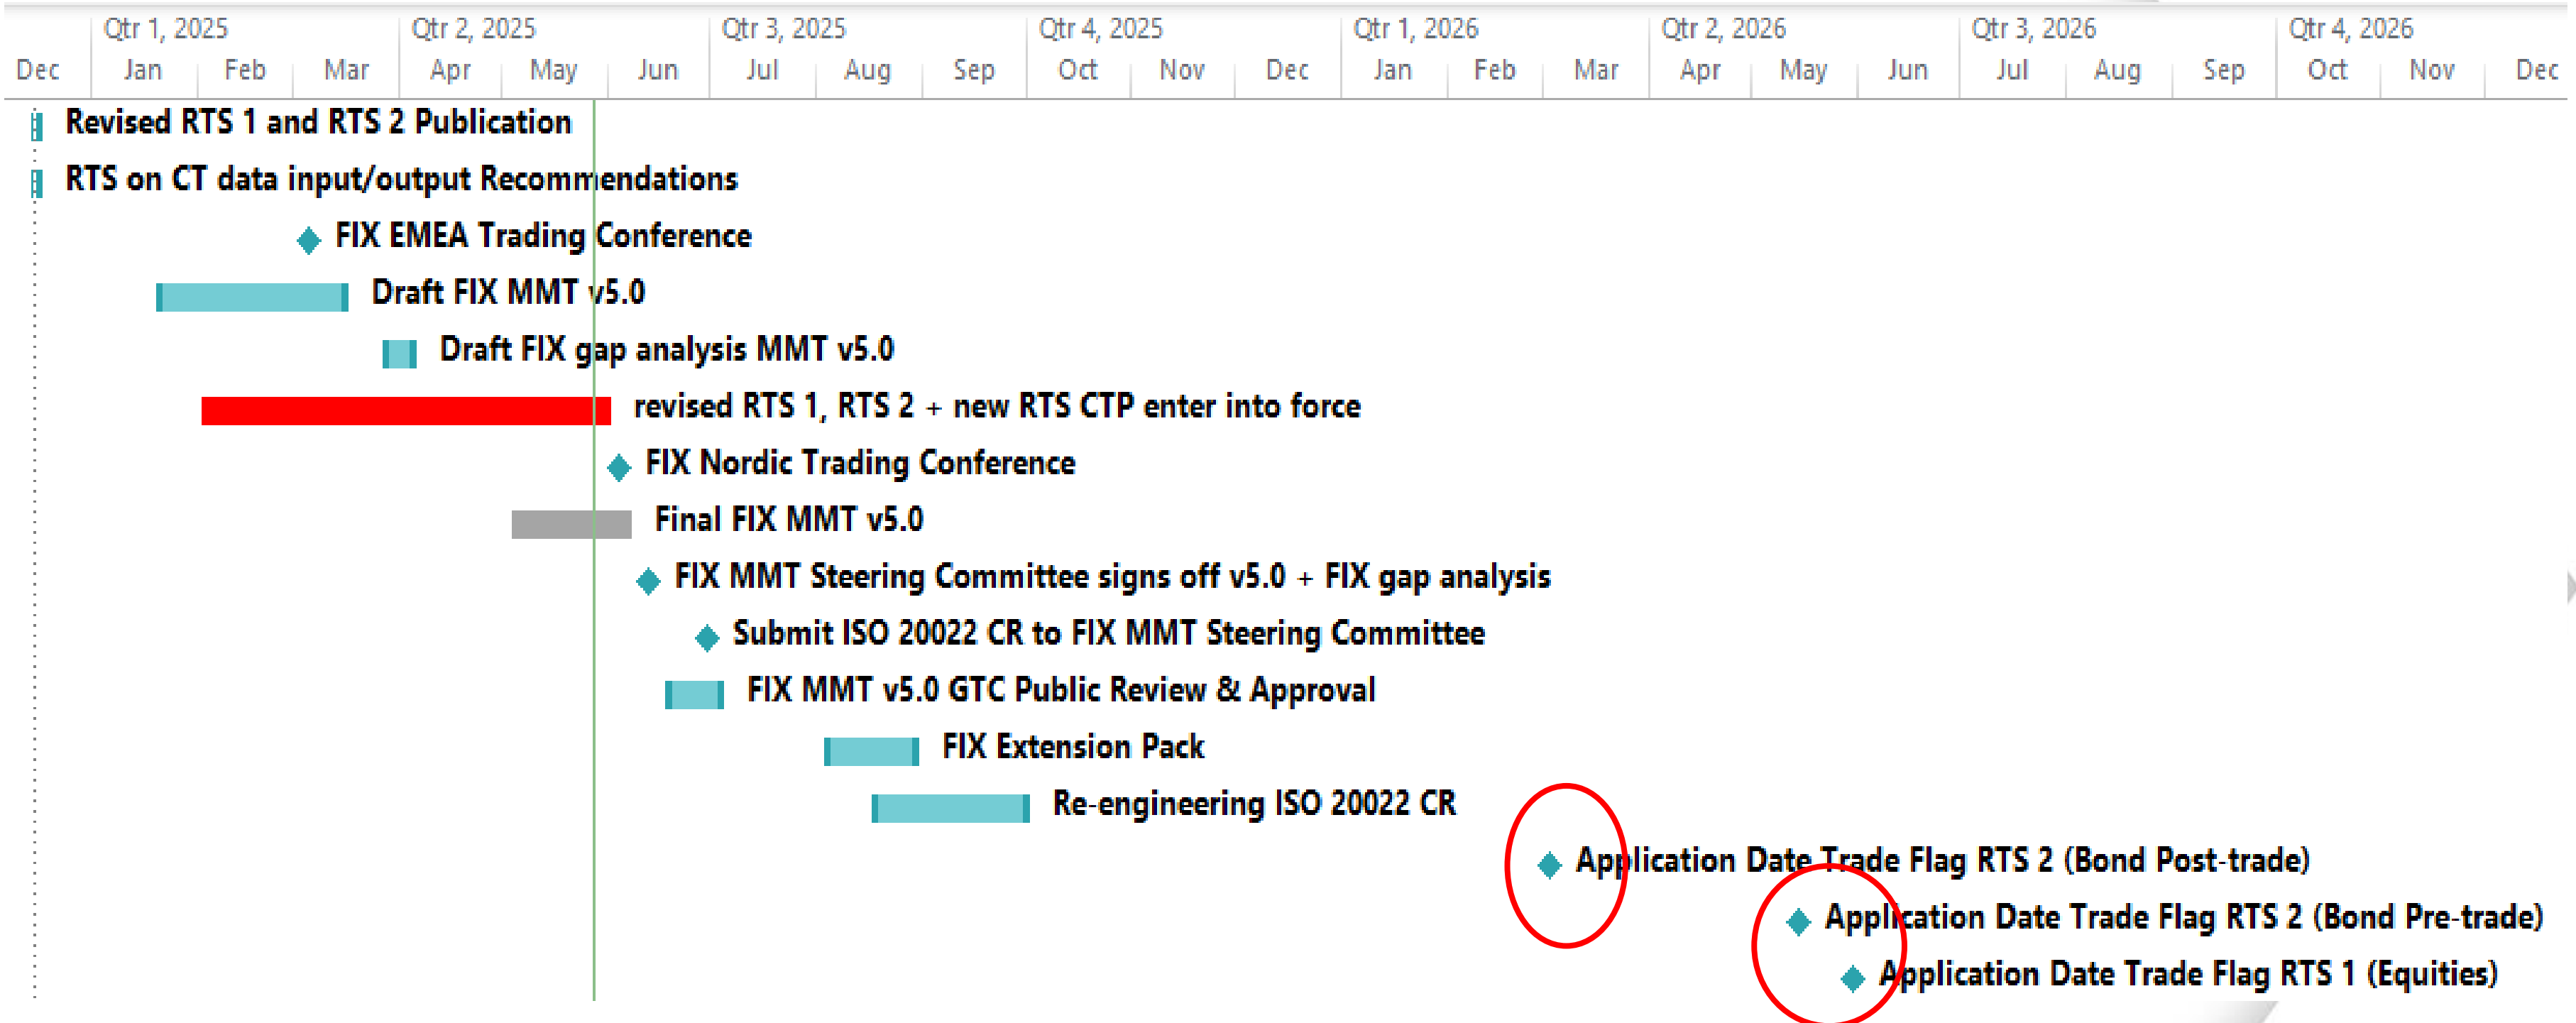 Qtr 1, 2025 Qtr 2, 2025 Qtr 3, 2025 Qtr 4, 2025 Qtr 1, 2026 Qtr 2, 2026 Qtr 3, 2026 Qtr 4, 2026
Dec Jan Feb Mar Apr May Jun Jul Aug Sep Oct Nov Dec Jan Feb Mar Apr May Jun Jul Aug Sep Oct Nov Dec
Revised RTS 1 and RTS 2 Publication
RTS on CT data input/output Recommendations
FIX EMEA Trading Conference
Draft FIX MMT v5.0
Draft FIX gap analysis MMT v5.0
revised RTS 1, RTS 2 + new RTS CTP enter into force
FIX Nordic Trading Conference
Final FIX MMT v5.0
FIX MMT Steering Committee signs off v5.0 + FIX gap analysis
Submit ISO 20022 CR to FIX MMT Steering Committee
FIX MMT v5.0 GTC Public Review & Approval
FIX Extension Pack
Re-engineering ISO 20022 CR
Application Date Trade Flag RTS 2 (Bond Post-trade)
Application Date Trade Flag RTS 2 (Bond Pre-trade)
Application Date Trade Flag RTS 1 (Equities)